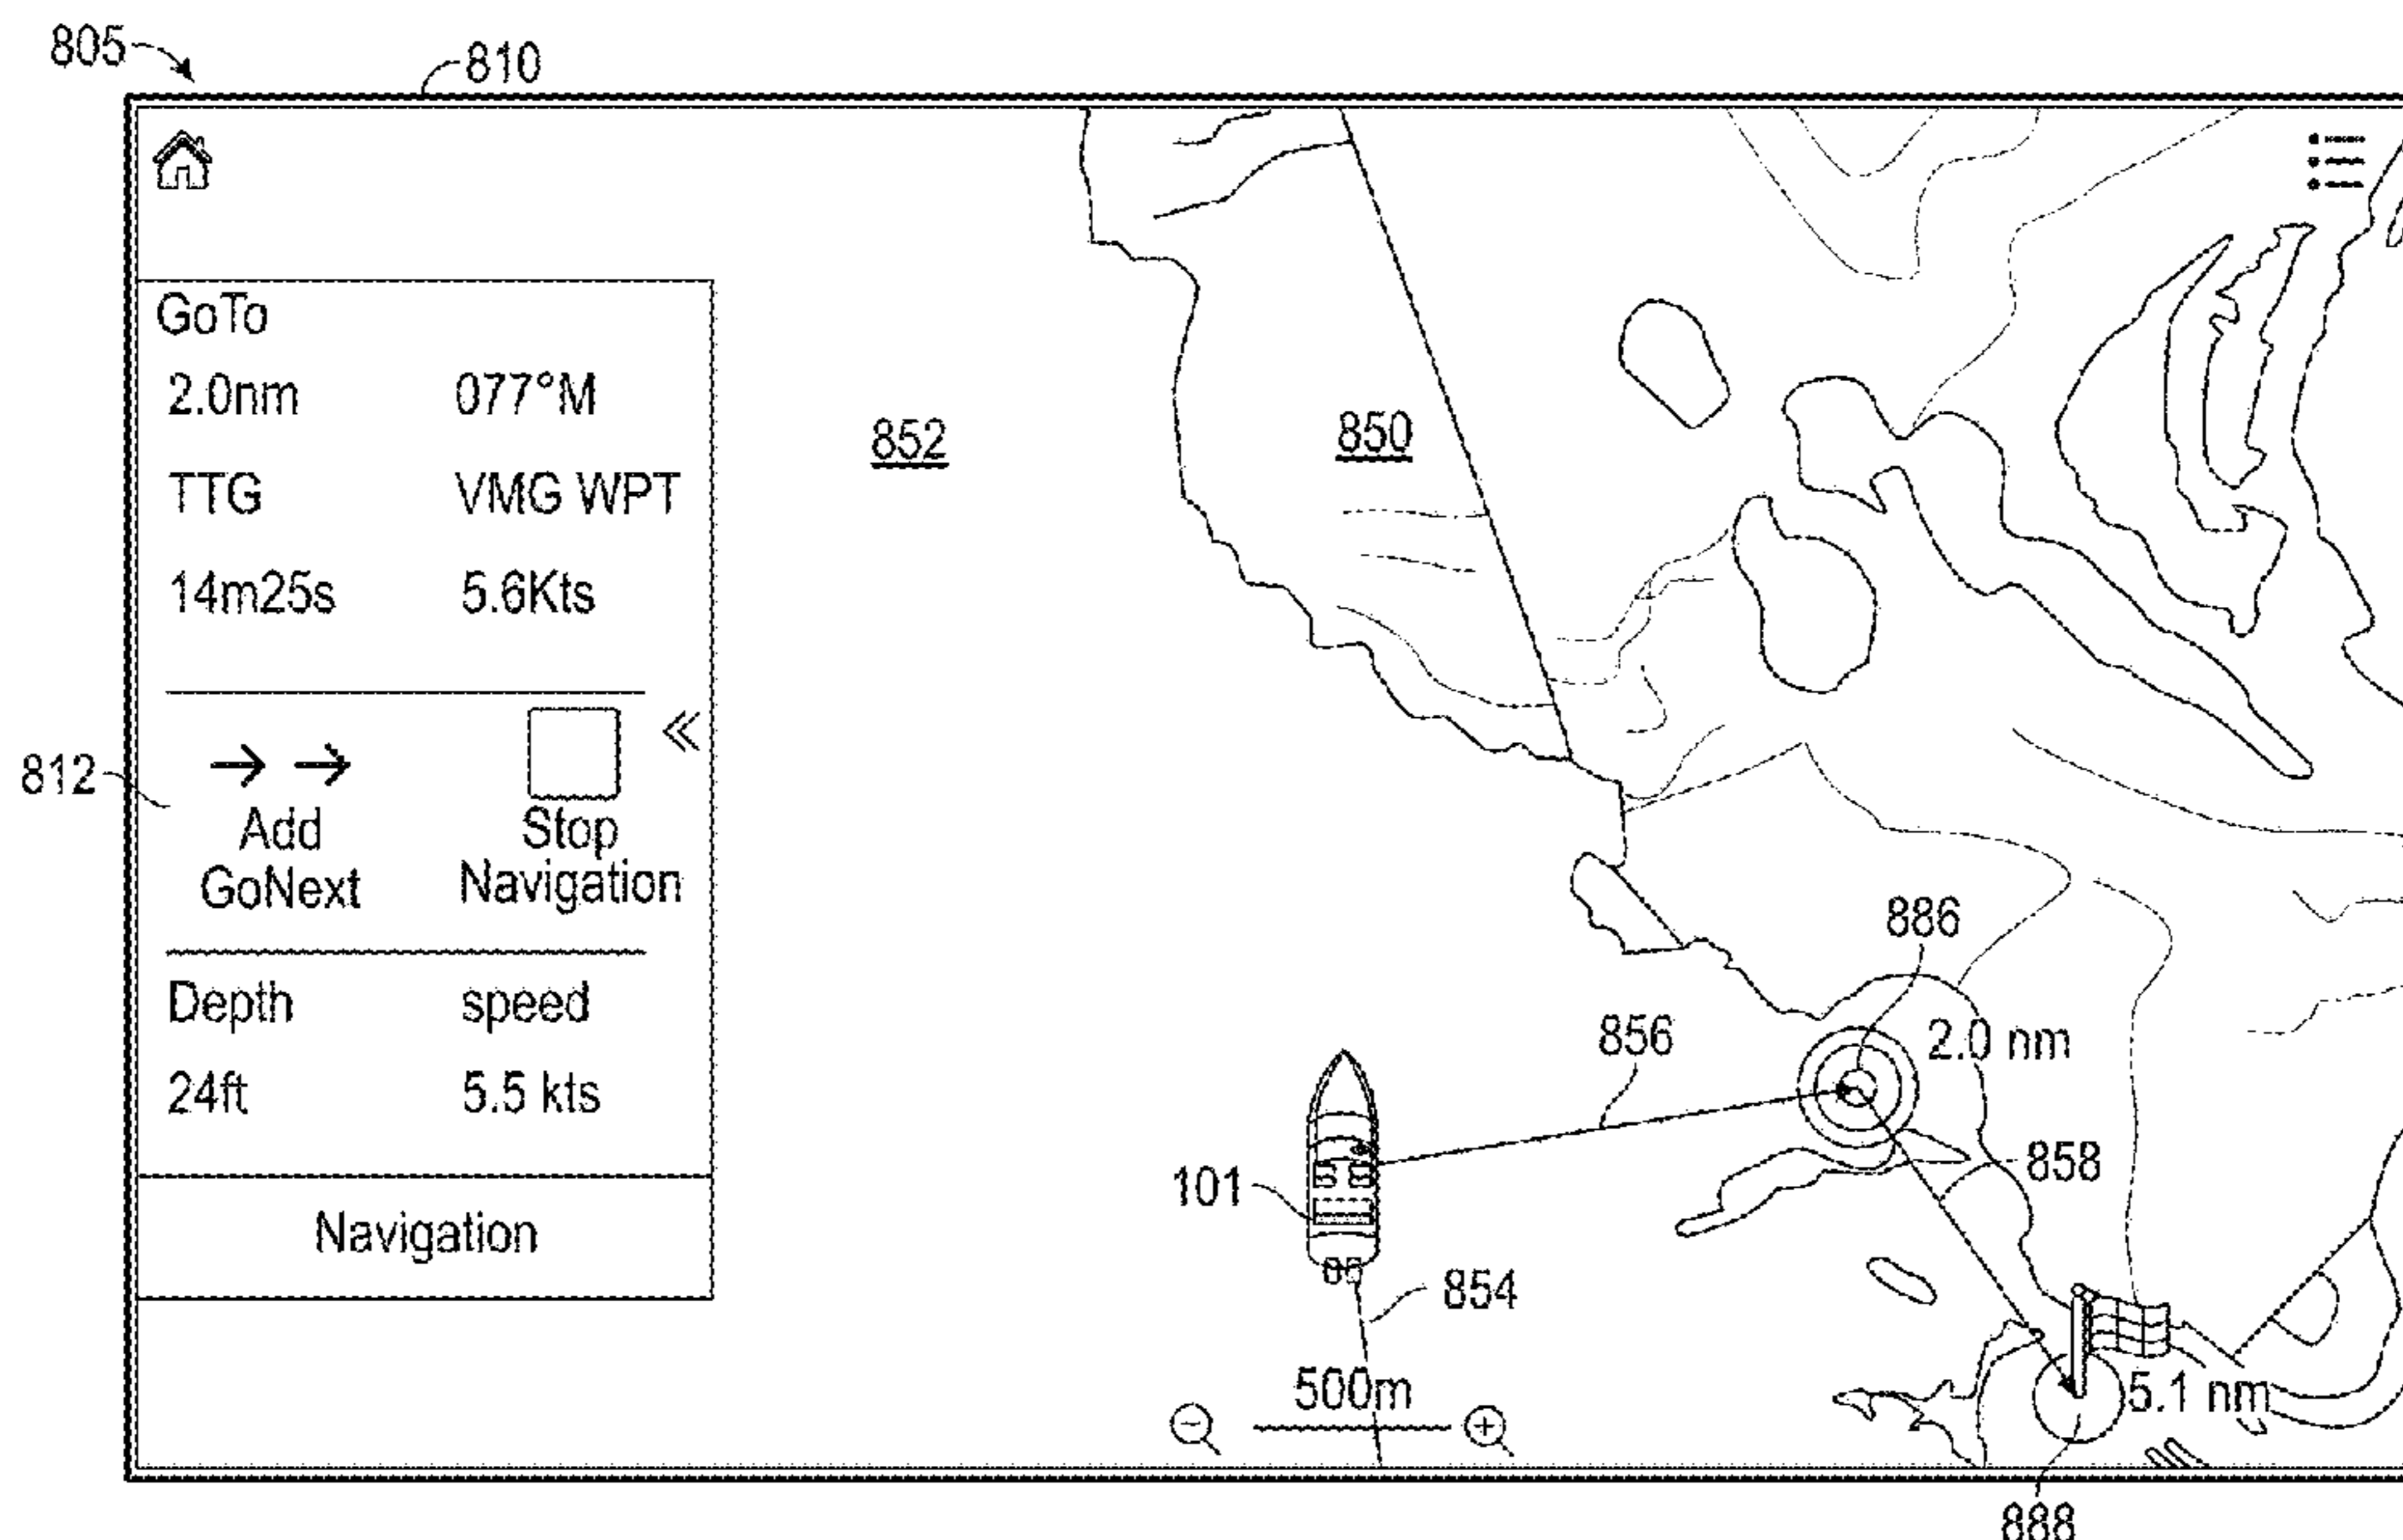 805
810
GoTo
2.0nm 077°M
TTG VMG WPT
14m25s 5.6Kts
812
Add
GoNext
Stop
Navigation
Depth speed
24ft 5.5 kts
Navigation
852
850
886
2.0 nm
856
858
101
854
500m
5.1 nm
888